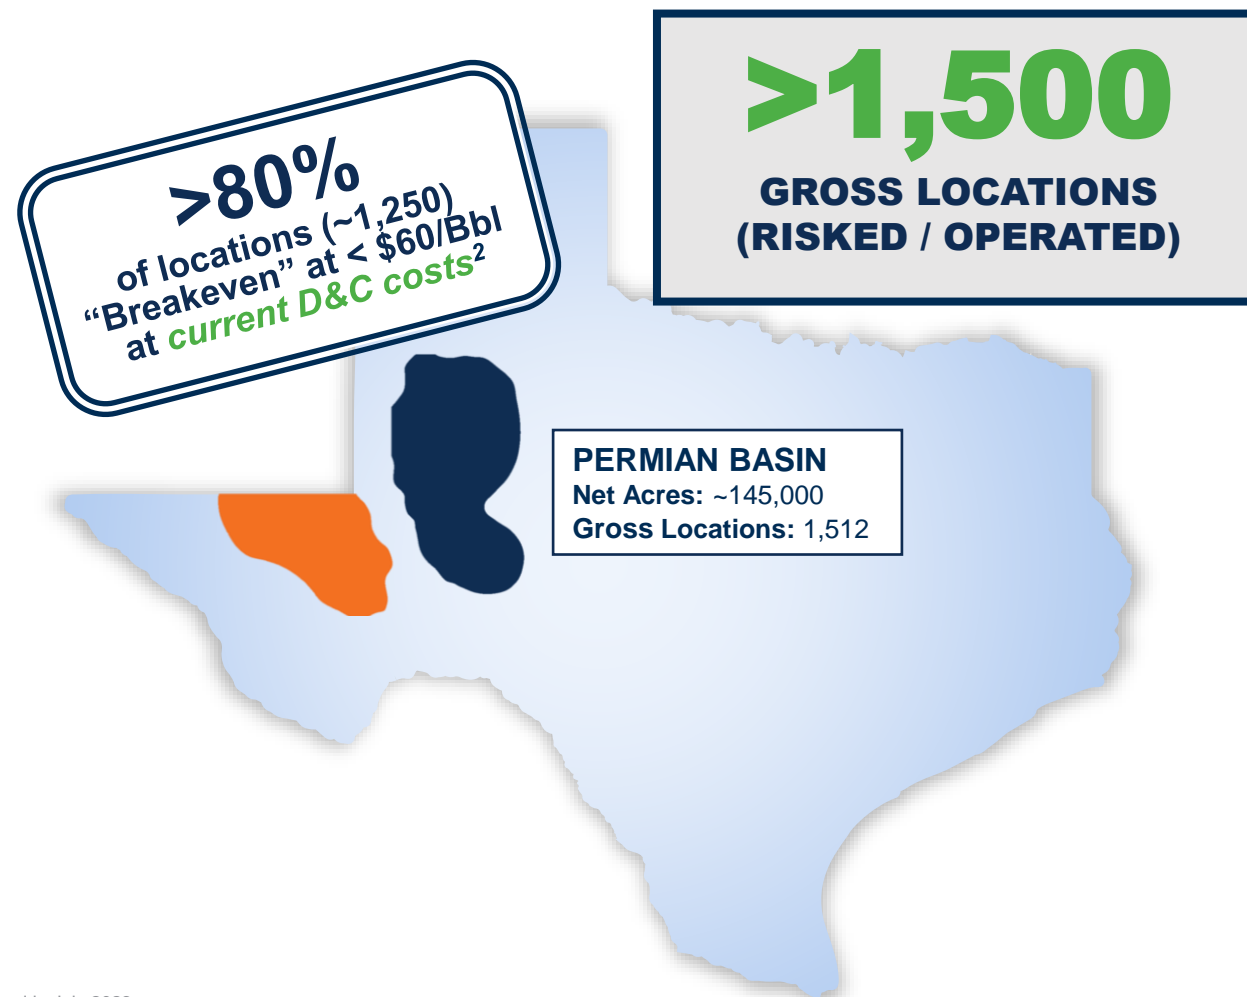 >80%
of locations (~1,250)
“Breakeven” at < $60/Bbl
at current D&C costs2
>1,500
GROSS LOCATIONS
(RISKED / OPERATED)
PERMIAN BASIN
Net Acres: ~145,000
Gross Locations: 1,512